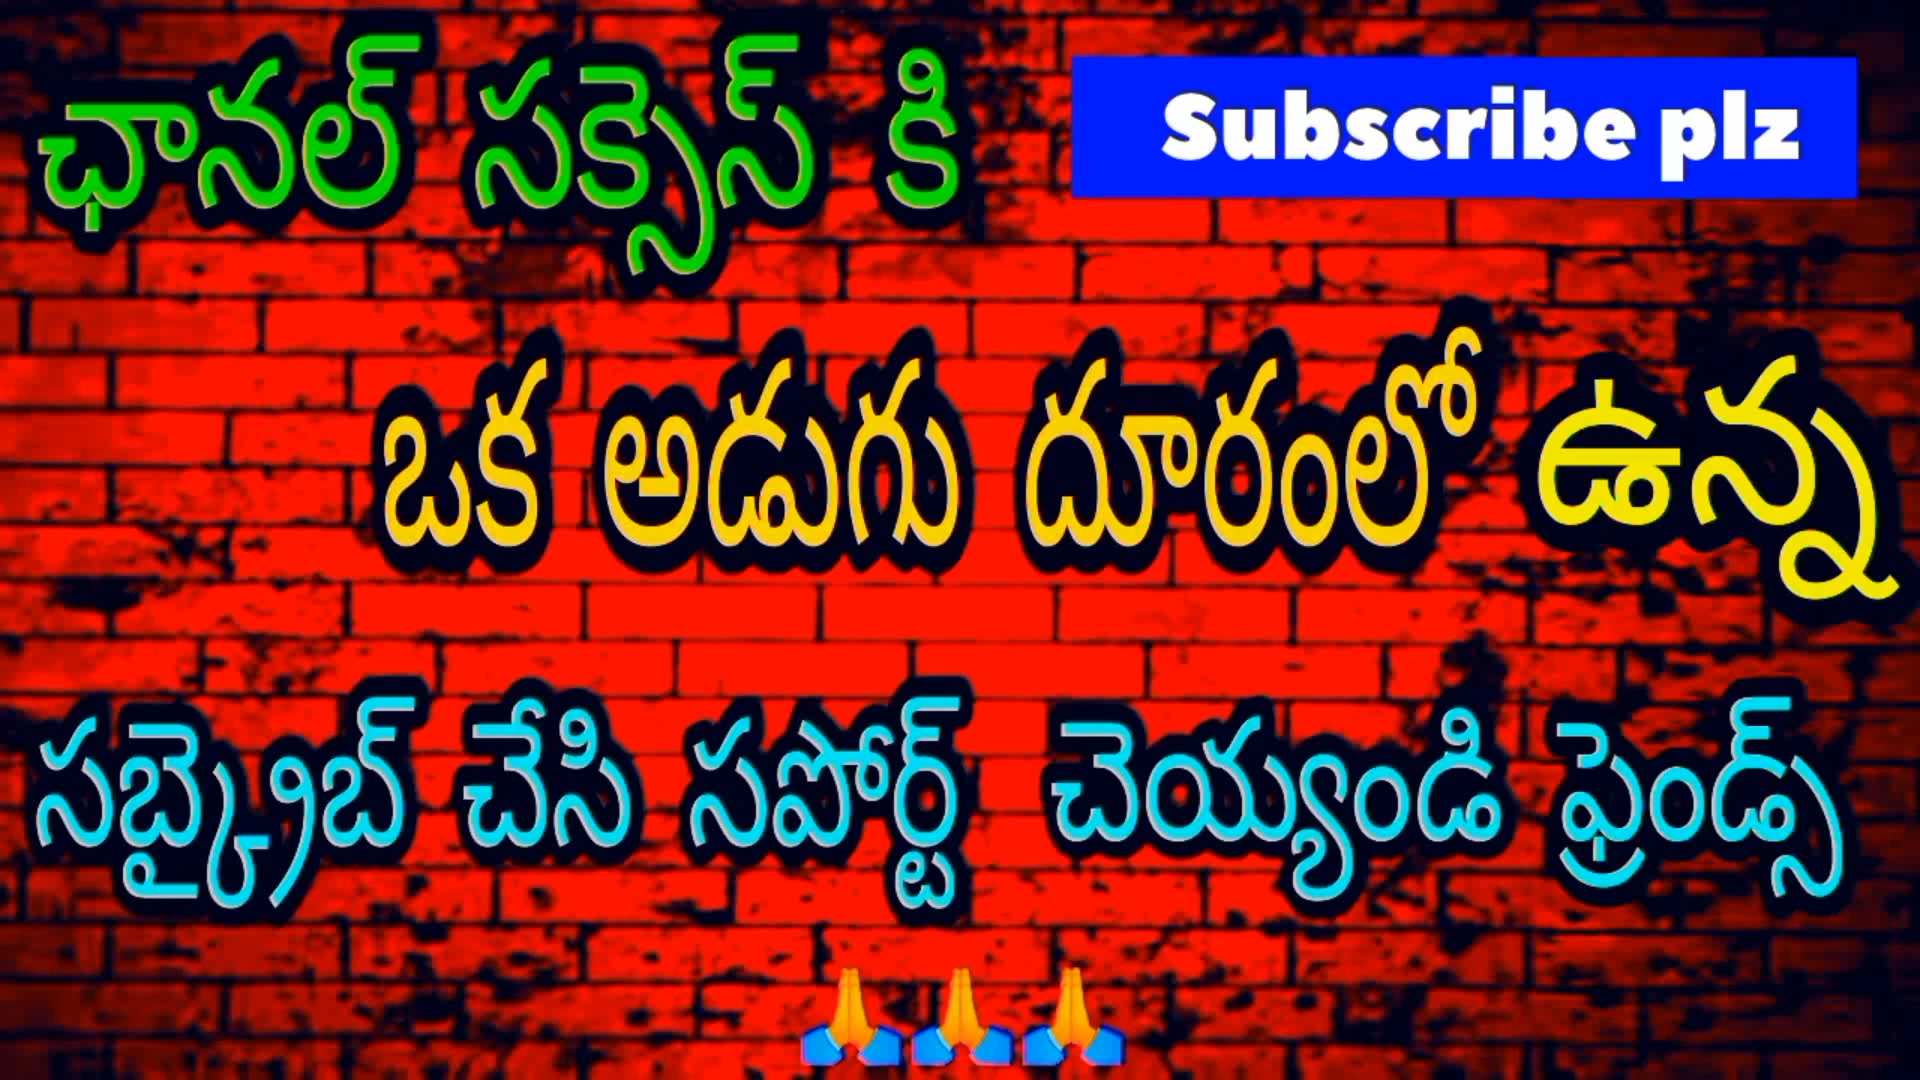 ఛానల్ సక్సెస్ కి
Subscribe plz
ఒక అడుగు దూరంలో ఉన్న
సబ్స్క్రైబ్ చేసి సపోర్ట్ చెయ్యండి ఫ్రెండ్స్
🙏🙏🙏